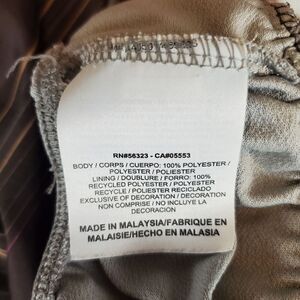 RN#56323 - CA#05553
BODY / CORPS / CUERPO: 100% POLYESTER /
POLYESTER / POLIESTER
LINING / DOUBLURE / FORRO: 100%
RECYCLED POLYESTER / POLYESTER
RECYCLE / POLIESTER RECICLADO
EXCLUSIVE OF DECORATION / DECORATION
NON COMPRISE / NO INCLUYE LA
DECORACION
MADE IN MALAYSIA/FABRIQUE EN
MALAISIE/HECHO EN MALASIA